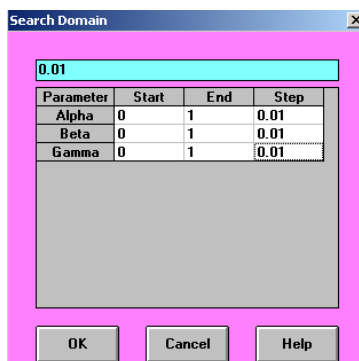 Search Domain
0.01
Parameter Start End Step
Alpha 0 1 0.01
Beta 0 1 0.01
Gamma 0 1 0.01
OK Cancel Help